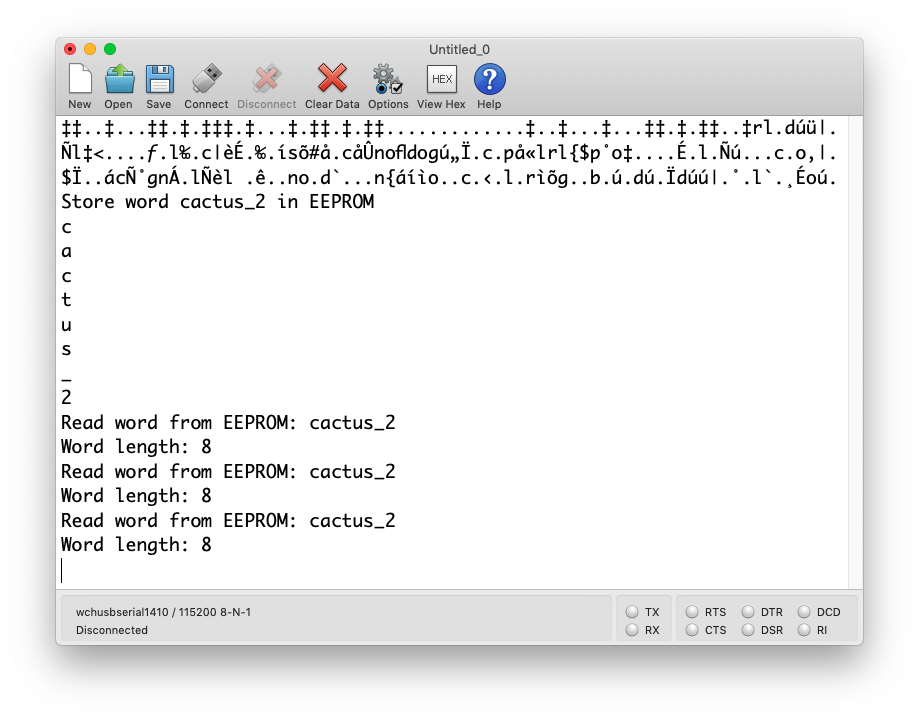 Untitled_0
New Open Save Connect Disconnect Clear Data Options View Hex Help
HEX
‡‡..‡...‡‡.‡.‡‡‡.‡...‡.‡‡.‡.‡‡.............‡..‡...‡...‡‡.‡.‡‡..‡rl.dúü|.
Ñl‡<....ƒ.l‰.c|èÉ.‰.ísõ#å.cåÛnoﬂdogú„Ï.c.på«lrl{$p˙o‡....É.l.Ñú...c.o,|.
$Ï..ácÑ˙gnÁ.lÑèl .ê..no.d`...n{áíìo..c.‹.l.rìõg..b.ú.dú.Ïdúú|.˚.l`.¸Éoú.
Store word cactus_2 in EEPROM
c
a
c
t
u
s
_
2
Read word from EEPROM: cactus_2
Word length: 8
Read word from EEPROM: cactus_2
Word length: 8
Read word from EEPROM: cactus_2
Word length: 8
wchusbserial1410 / 115200 8-N-1
Disconnected
TX RTS DTR DCD
RX CTS DSR RI